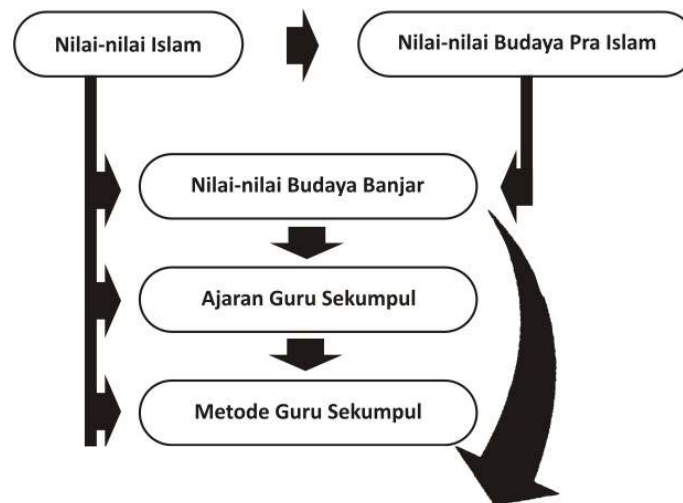 Nilai-nilai Islam
Nilai-nilai Budaya Pra Islam
Nilai-nilai Budaya Banjar
Ajaran Guru Sekumpul
Metode Guru Sekumpul